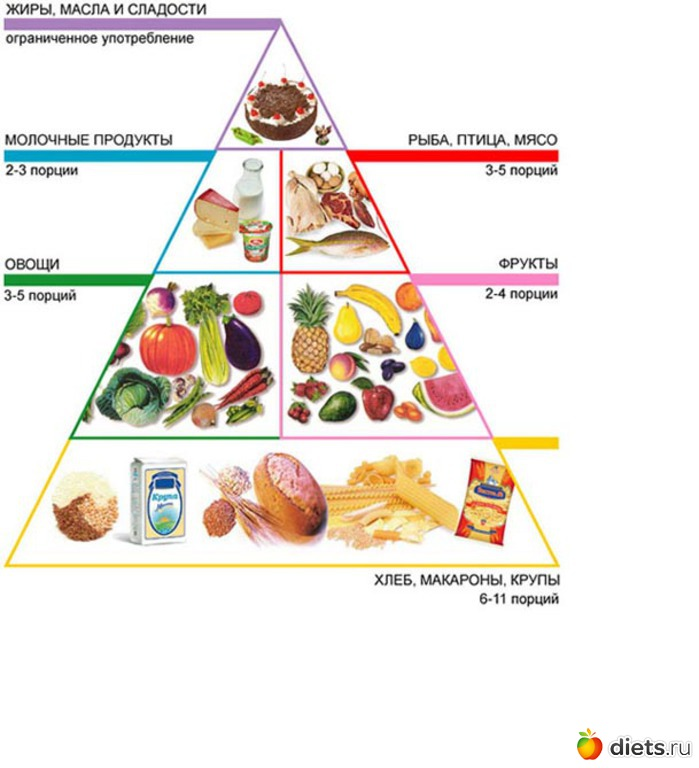 ЖИРЫ, МАСЛА И СЛАДОСТИ
ограниченное употребление
МОЛОЧНЫЕ ПРОДУКТЫ
2-3 порции
РЫБА, ПТИЦА, МЯСО
3-5 порций
ОВОЩИ
3-5 порций
ФРУКТЫ
2-4 порции
Крупа
ХЛЕБ, МАКАРОНЫ, КРУПЫ
6-11 порций
diets.ru